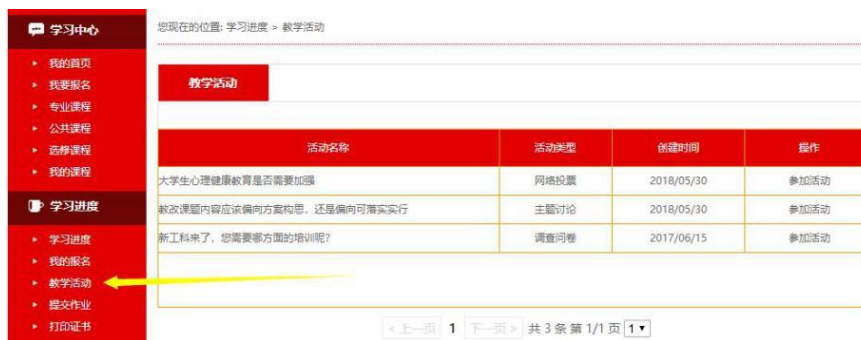 学习中心
我的首页
我要报名
专业课程
公共课程
选修课程
我的课程
学习进度
学习进度
我的报名
教学活动
提交作业
打印证书
您现在的位置: 学习进度 > 教学活动
教学活动
活动名称 活动类型 创建时间 操作
大学生心理健康教育是否需要加强 网络投票 2018/05/30 参加活动
教改课题内容应该偏向方案构思，还是偏向可落实实行 主题讨论 2018/05/30 参加活动
新工科来了，您需要哪方面的培训呢? 调查问卷 2017/06/15 参加活动
< 上一页 1 下一页 > 共 3 条 第 1/1 页 1